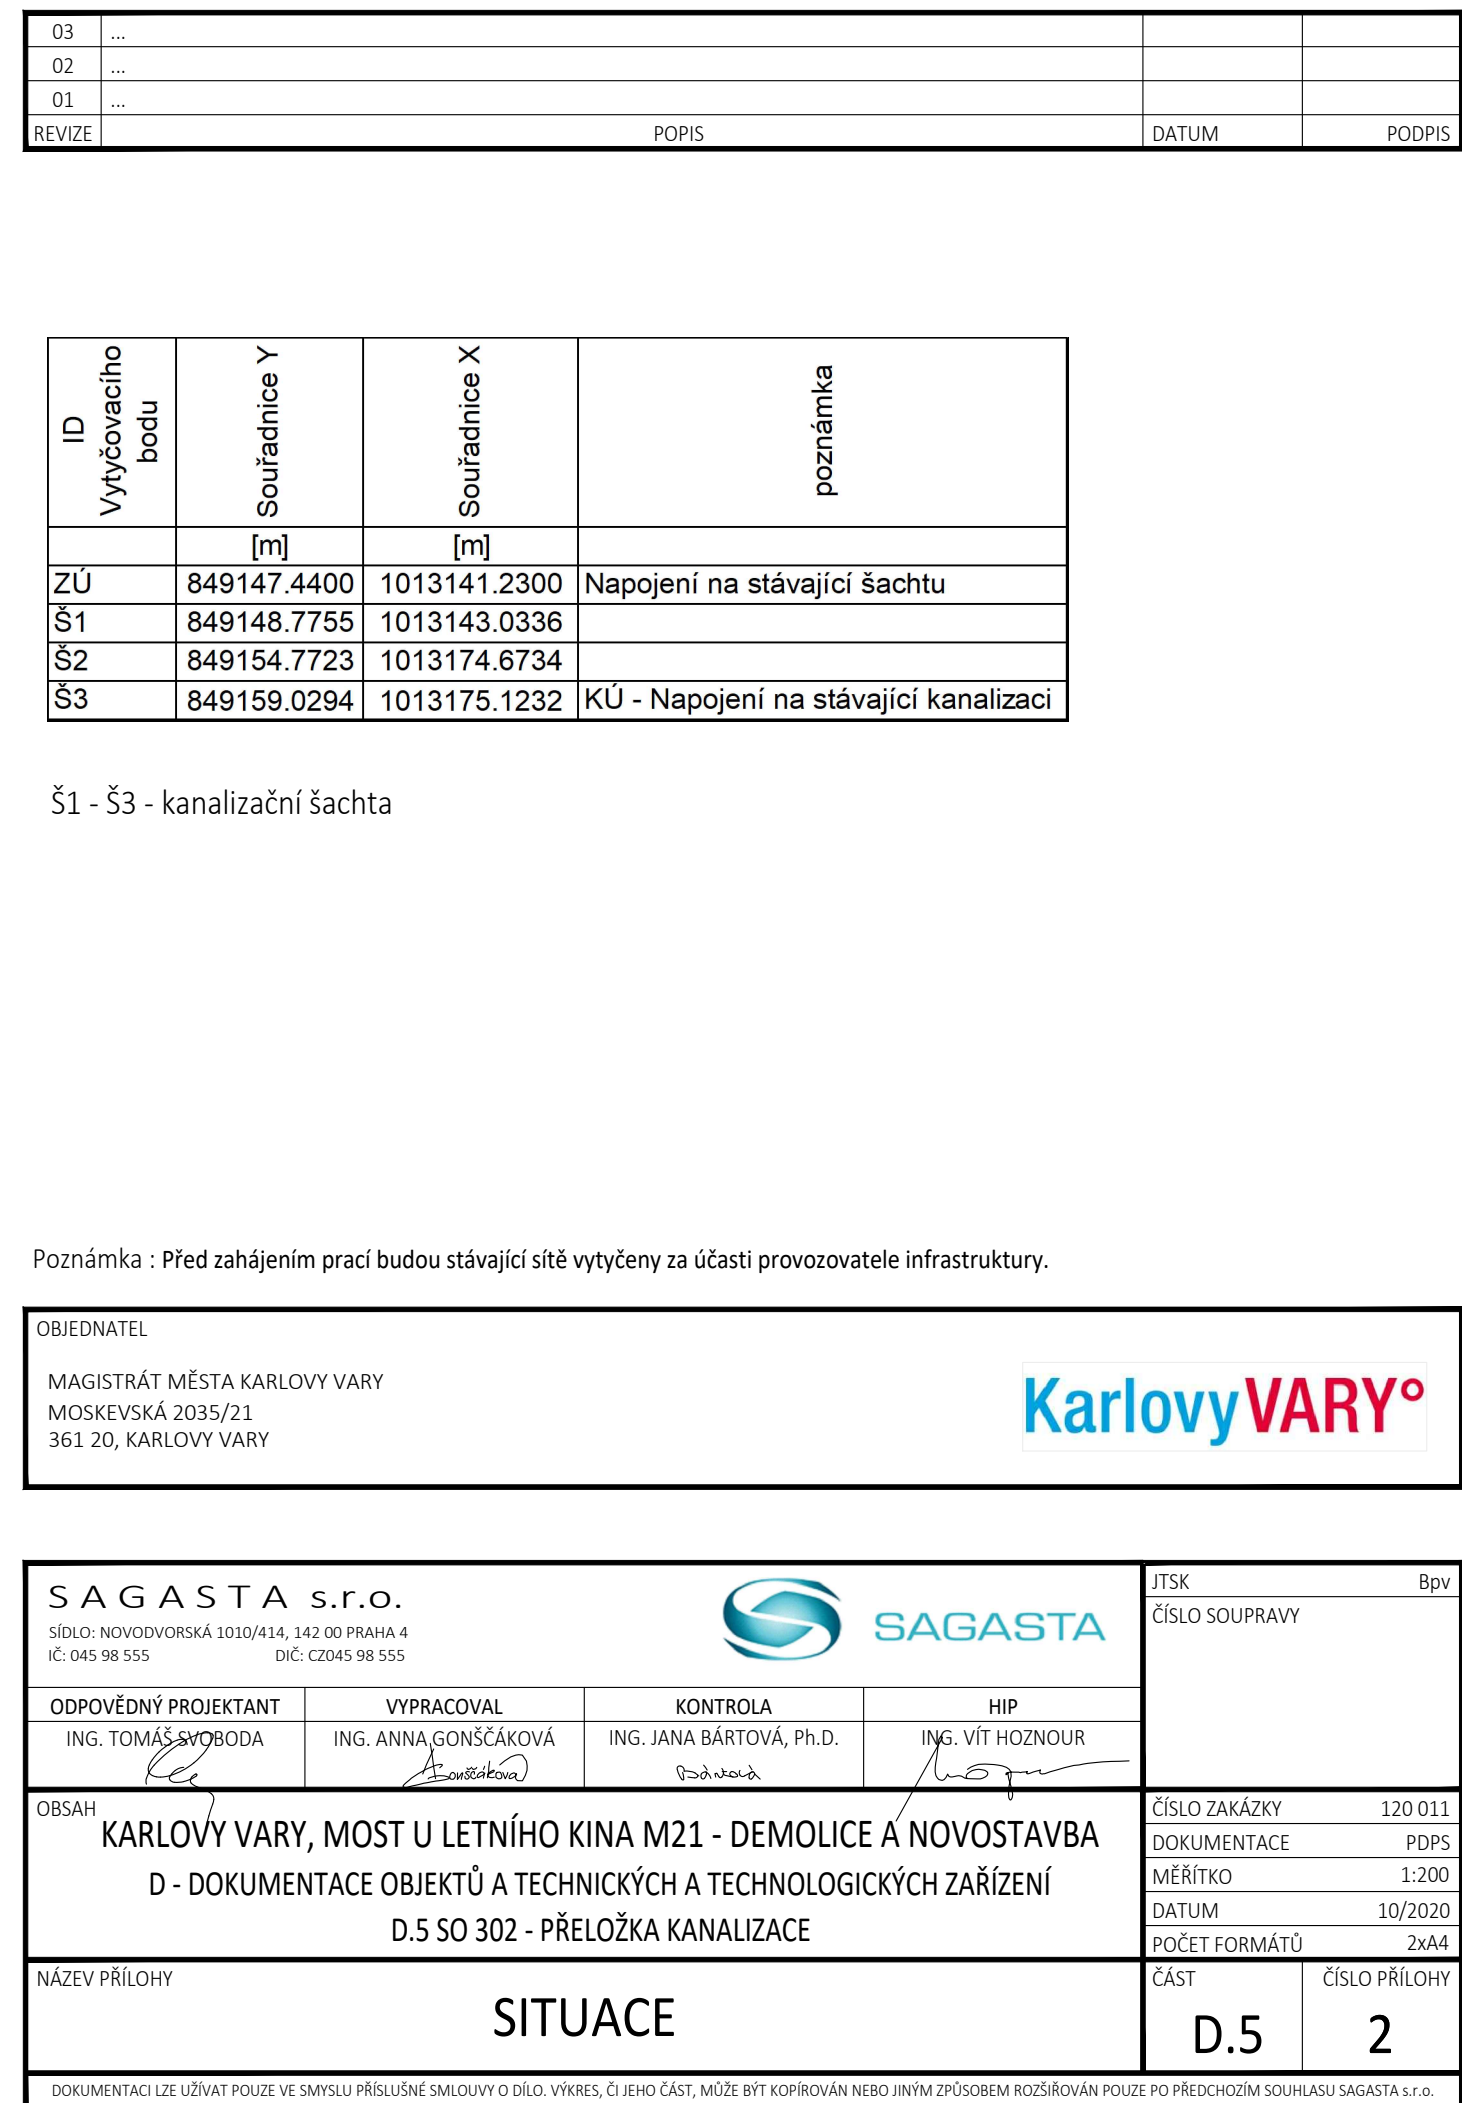 03 ...
02 ...
01 ...
REVIZE POPIS DATUM PODPIS
ID Vytyčovacího bodu Souřadnice Y Souřadnice X poznámka
[m] [m]
ZÚ 849147.4400 1013141.2300 Napojení na stávající šachtu
Š1 849148.7755 1013143.0336
Š2 849154.7723 1013174.6734
Š3 849159.0294 1013175.1232 KÚ - Napojení na stávající kanalizaci
Š1 - Š3 - kanalizační šachta
Poznámka : Před zahájením prací budou stávající sítě vytyčeny za účasti provozovatele infrastruktury.
OBJEDNATEL
MAGISTRÁT MĚSTA KARLOVY VARY
MOSKEVSKÁ 2035/21
361 20, KARLOVY VARY
KarlovyVARY°
SAGASTA s.r.o.
SÍDLO: NOVODVORSKÁ 1010/414, 142 00 PRAHA 4
IČ: 045 98 555 DIČ: CZ045 98 555
SAGASTA
JTSK Bpv
ČÍSLO SOUPRAVY
ODPOVĚDNÝ PROJEKTANT VYPRACOVAL KONTROLA HIP
ING. TOMÁŠ SVOBODA ING. ANNA GONŠČÁKOVÁ ING. JANA BÁRTOVÁ, Ph.D. ING. VÍT HOZNOUR
Gonščáková Bártová
OBSAH
KARLOVY VARY, MOST U LETNÍHO KINA M21 - DEMOLICE A NOVOSTAVBA
D - DOKUMENTACE OBJEKTŮ A TECHNICKÝCH A TECHNOLOGICKÝCH ZAŘÍZENÍ
D.5 SO 302 - PŘELOŽKA KANALIZACE
ČÍSLO ZAKÁZKY 120 011
DOKUMENTACE PDPS
MĚŘÍTKO 1:200
DATUM 10/2020
POČET FORMÁTŮ 2xA4
NÁZEV PŘÍLOHY
SITUACE
ČÁST ČÍSLO PŘÍLOHY
D.5 2
DOKUMENTACI LZE UŽÍVAT POUZE VE SMYSLU PŘÍSLUŠNÉ SMLOUVY O DÍLO. VÝKRES, ČI JEHO ČÁST, MŮŽE BÝT KOPÍROVÁN NEBO JINÝM ZPŮSOBEM ROZŠIŘOVÁN POUZE PO PŘEDCHOZÍM SOUHLASU SAGASTA s.r.o.